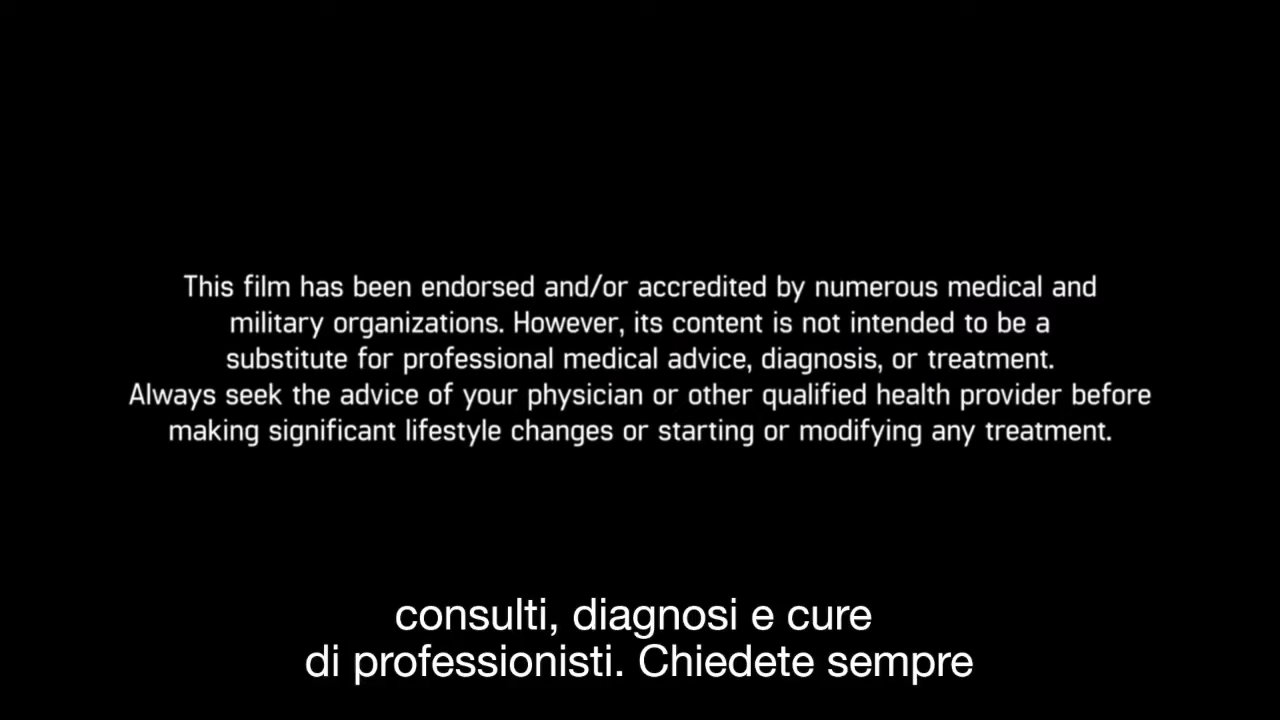 This film has been endorsed and/or accredited by numerous medical and
military organizations. However, its content is not intended to be a
substitute for professional medical advice, diagnosis, or treatment.
Always seek the advice of your physician or other qualified health provider before
making significant lifestyle changes or starting or modifying any treatment.
consulti, diagnosi e cure
di professionisti. Chiedete sempre